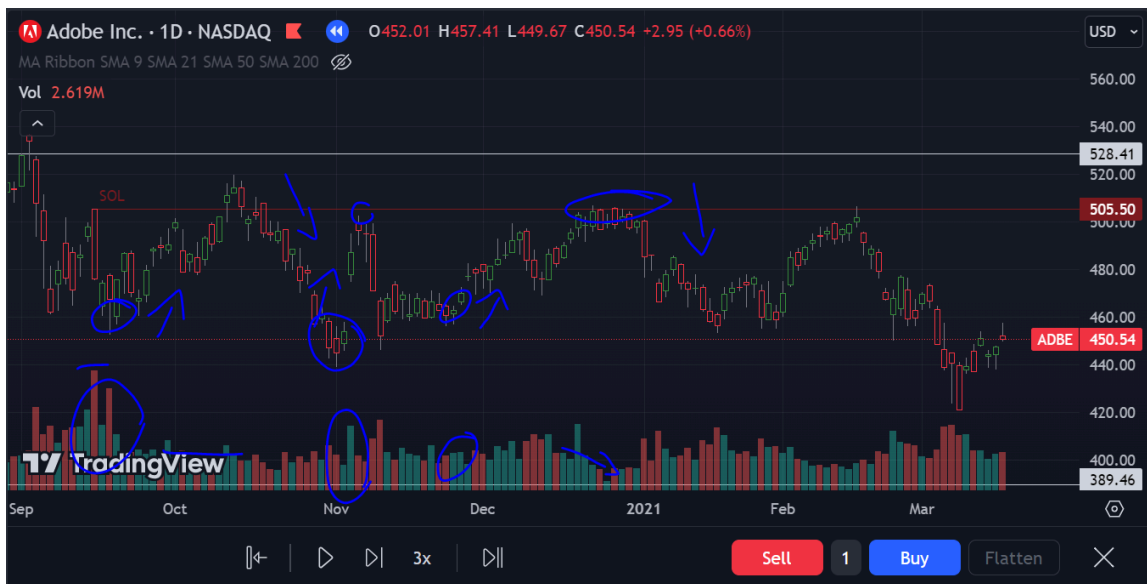 Adobe Inc. · 1D · NASDAQ O452.01 H457.41 L449.67 C450.54 +2.95 (+0.66%) USD
MA Ribbon SMA 9 SMA 21 SMA 50 SMA 200
Vol 2.619M
560.00
540.00
528.41
520.00
SOL
505.50
500.00
480.00
460.00
ADBE 450.54
440.00
420.00
TradingView
400.00
389.46
Sep Oct Nov Dec 2021 Feb Mar
3x Sell 1 Buy Flatten